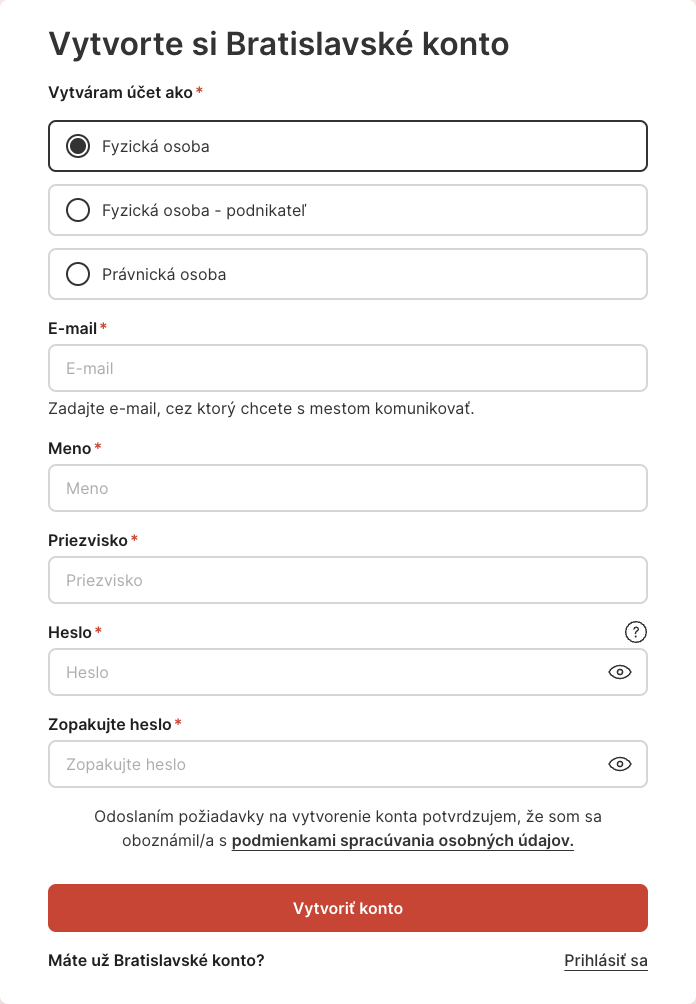 Vytvorte si Bratislavské konto
Vytváram účet ako*
Fyzická osoba
Fyzická osoba - podnikateľ
Právnická osoba
E-mail*
E-mail
Zadajte e-mail, cez ktorý chcete s mestom komunikovať.
Meno*
Meno
Priezvisko*
Priezvisko
Heslo* ?
Heslo
Zopakujte heslo*
Zopakujte heslo
Odoslaním požiadavky na vytvorenie konta potvrdzujem, že som sa
oboznámil/a s podmienkami spracúvania osobných údajov.
Vytvoriť konto
Máte už Bratislavské konto? Prihlásiť sa